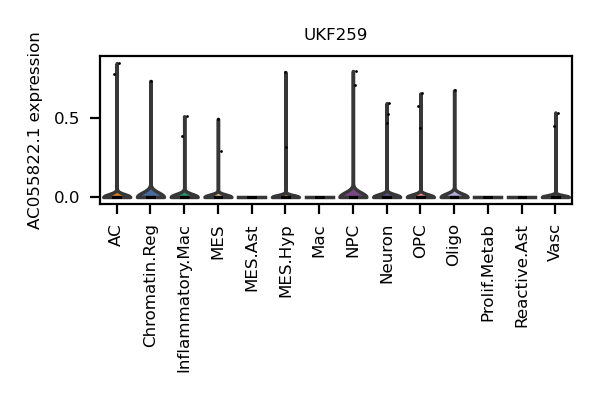 UKF259
AC055822.1 expression
0.5
0.0
AC
Chromatin.Reg
Inflammatory.Mac
MES
MES.Ast
MES.Hyp
Mac
NPC
Neuron
OPC
Oligo
Prolif.Metab
Reactive.Ast
Vasc